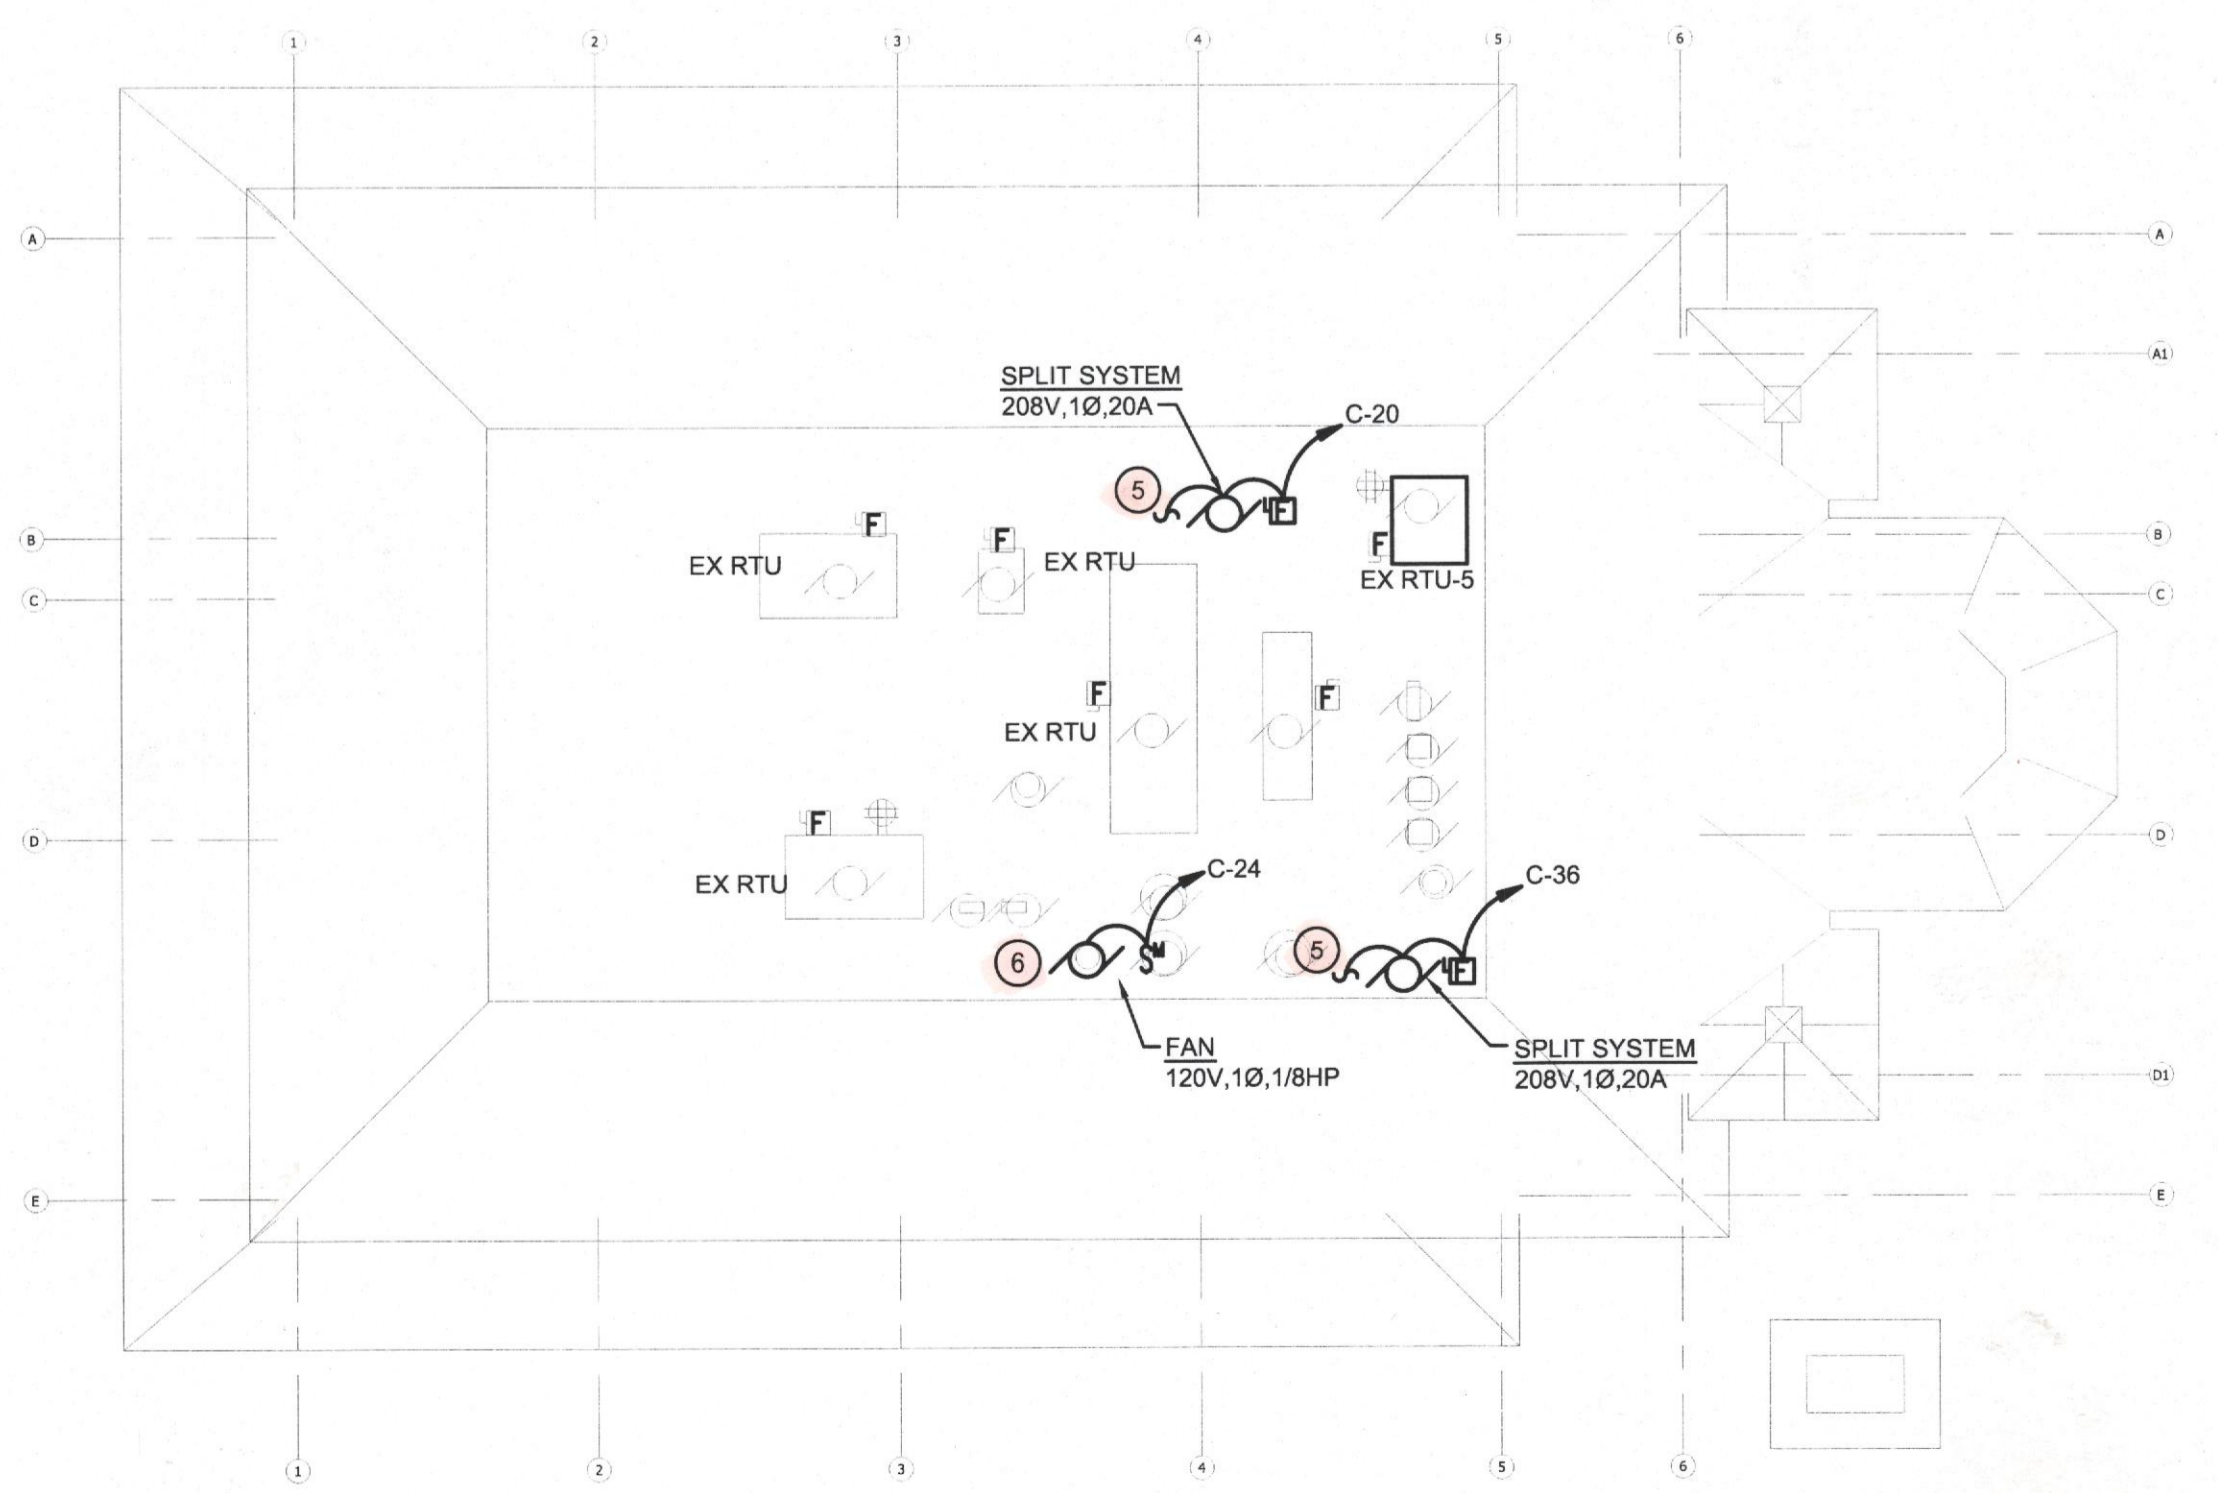 1
2
3
4
5
6
A
A
A1
SPLIT SYSTEM
208V,1Ø,20A
C-20
5
F
F
F
F
B
B
EX RTU
EX RTU
EX RTU-5
C
C
F
F
EX RTU
F
D
D
EX RTU
C-24
C-36
6
S
M
5
F
FAN
120V,1Ø,1/8HP
SPLIT SYSTEM
208V,1Ø,20A
D1
E
E
1
2
3
4
5
6